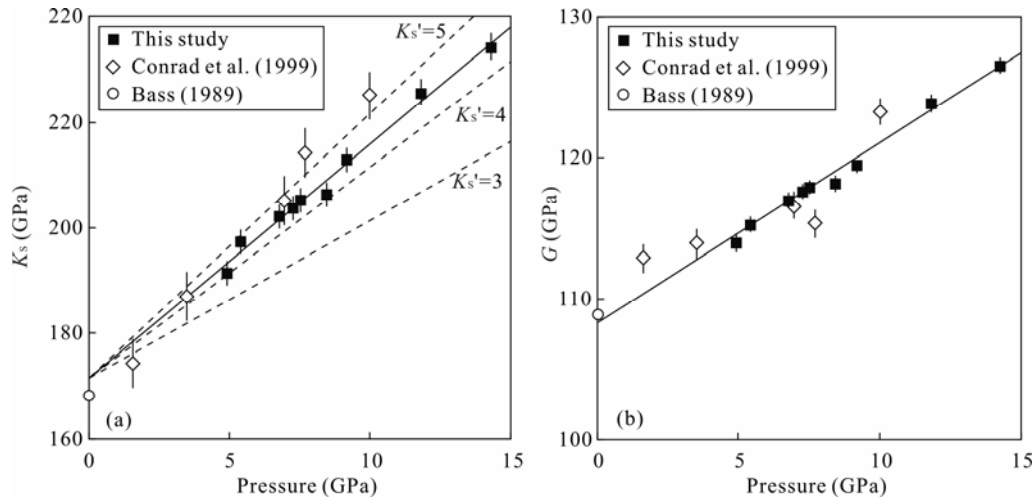 220
220
200
180
160
Ks (GPa)
This study
Conrad et al. (1999)
Bass (1989)
Ks'=5
Ks'=4
Ks'=3
(a)
0
5
10
15
Pressure (GPa)
130
120
110
100
G (GPa)
This study
Conrad et al. (1999)
Bass (1989)
(b)
0
5
10
15
Pressure (GPa)